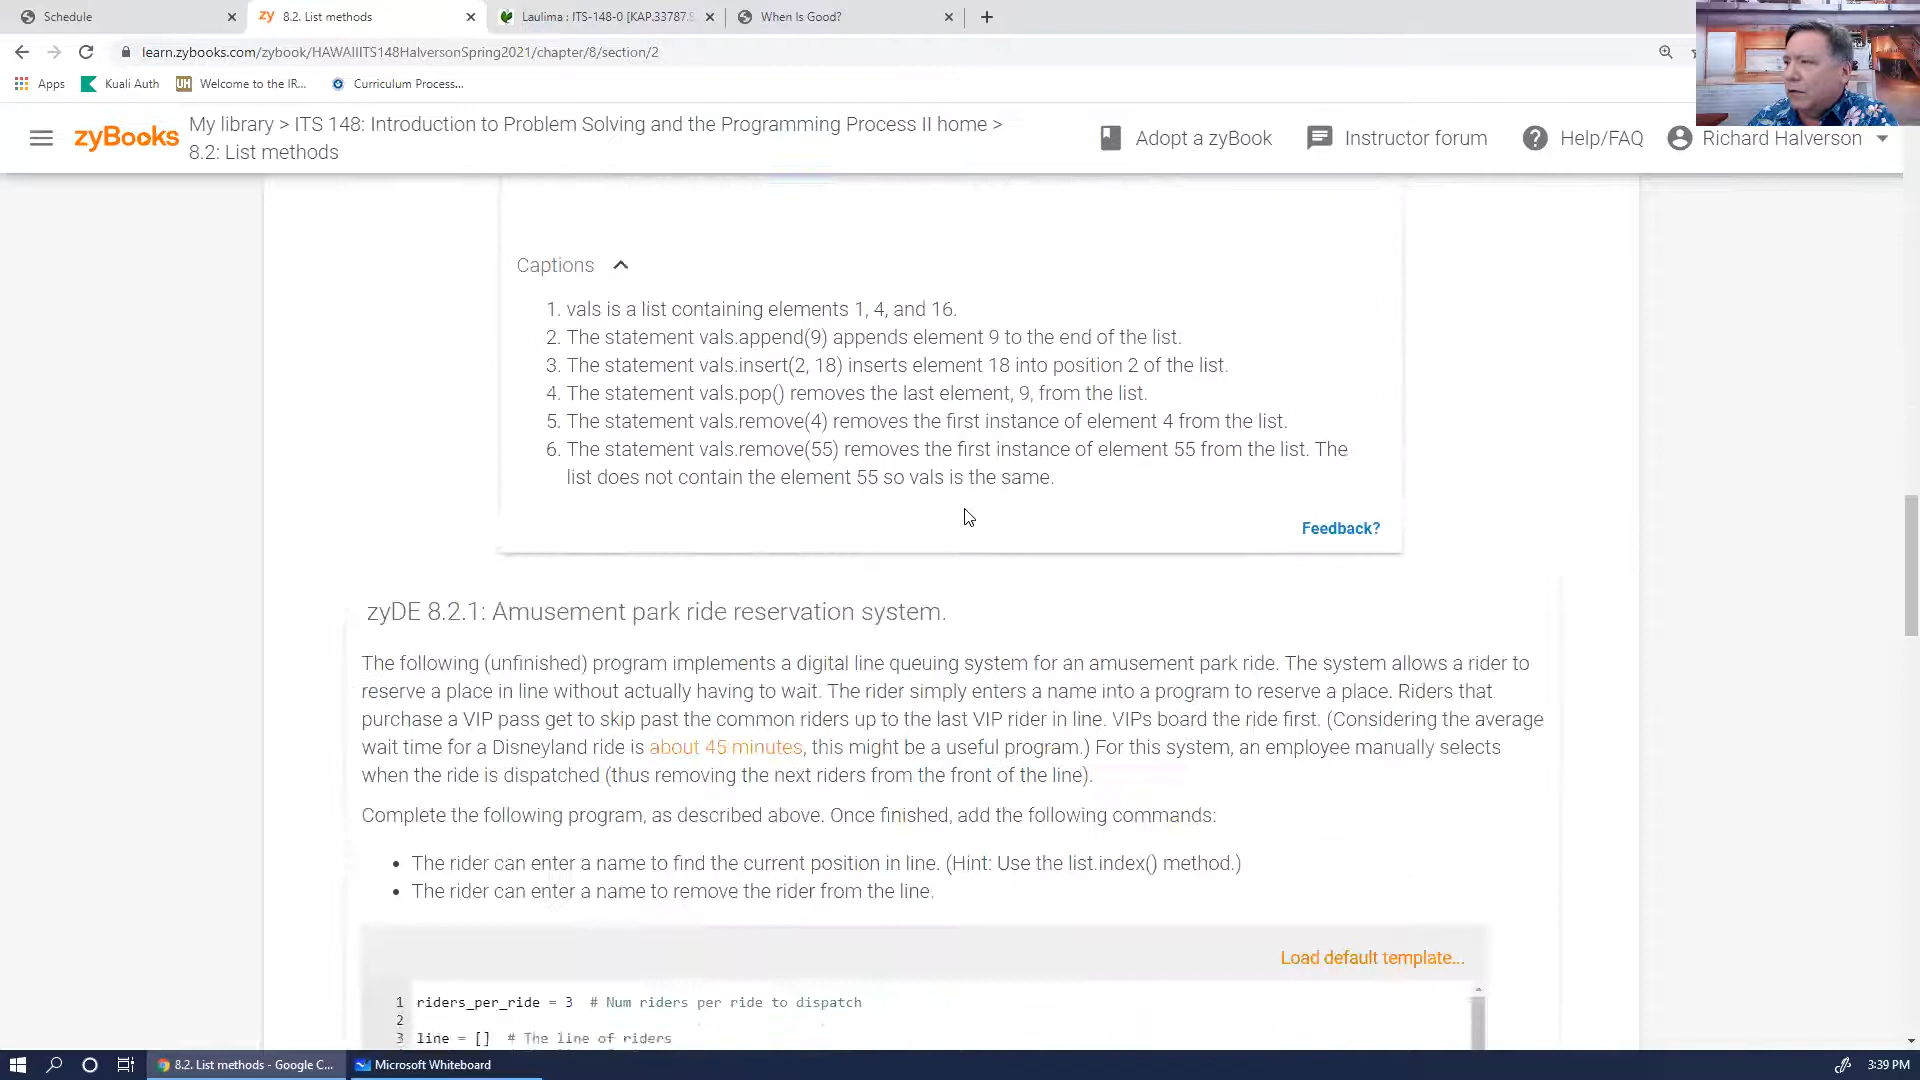 Schedule
zy 8.2. List methods
Laulima : ITS-148-0 [KAP.33787.S
When Is Good?
learn.zybooks.com/zybook/HAWAIIITS148HalversonSpring2021/chapter/8/section/2
Apps
Kuali Auth
UH Welcome to the IR...
Curriculum Process...
zyBooks
My library > ITS 148: Introduction to Problem Solving and the Programming Process II home >
8.2: List methods
Adopt a zyBook
Instructor forum
Help/FAQ
Richard Halverson
Captions
1. vals is a list containing elements 1, 4, and 16.
2. The statement vals.append(9) appends element 9 to the end of the list.
3. The statement vals.insert(2, 18) inserts element 18 into position 2 of the list.
4. The statement vals.pop() removes the last element, 9, from the list.
5. The statement vals.remove(4) removes the first instance of element 4 from the list.
6. The statement vals.remove(55) removes the first instance of element 55 from the list. The
list does not contain the element 55 so vals is the same.
Feedback?
zyDE 8.2.1: Amusement park ride reservation system.
The following (unfinished) program implements a digital line queuing system for an amusement park ride. The system allows a rider to
reserve a place in line without actually having to wait. The rider simply enters a name into a program to reserve a place. Riders that
purchase a VIP pass get to skip past the common riders up to the last VIP rider in line. VIPs board the ride first. (Considering the average
wait time for a Disneyland ride is about 45 minutes, this might be a useful program.) For this system, an employee manually selects
when the ride is dispatched (thus removing the next riders from the front of the line).
Complete the following program, as described above. Once finished, add the following commands:
• The rider can enter a name to find the current position in line. (Hint: Use the list.index() method.)
• The rider can enter a name to remove the rider from the line.
Load default template...
1 riders_per_ride = 3 # Num riders per ride to dispatch
2
3 line = [] # The line of riders
8.2. List methods - Google C...
Microsoft Whiteboard
3:39 PM